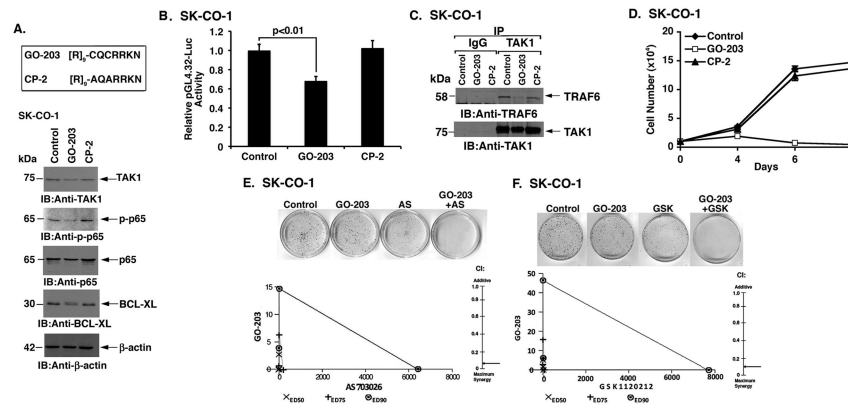 A.
GO-203 [R]9-CQCRRKN
CP-2 [R]9-AQARRKN
SK-CO-1
kDa
Control
GO-203
CP-2
75
TAK1
IB:Anti-TAK1
65
p-p65
IB:Anti-p-p65
65
p65
IB:Anti-p65
30
BCL-XL
IB:Anti-BCL-XL
42
β-actin
IB:Anti-β-actin
B. SK-CO-1
Relative pGL4.32-Luc
Activity
1.2
1.0
0.8
0.6
0.4
0.2
0
p<0.01
Control
GO-203
CP-2
C. SK-CO-1
IP
IgG
TAK1
kDa
Control
GO-203
CP-2
Control
GO-203
CP-2
58
TRAF6
IB:Anti-TRAF6
75
TAK1
IB:Anti-TAK1
D. SK-CO-1
Cell Number (x10⁴)
20
15
10
5
0
Control
GO-203
CP-2
0
4
6
8
Days
E. SK-CO-1
Control
GO-203
AS
GO-203
+AS
GO-203
15
10
5
0
0
2000
4000
6000
8000
AS703026
ED50
ED75
ED90
CI:
Additive
1.0
0.8
0.6
0.4
0.2
0
Maximum
Synergy
F. SK-CO-1
Control
GO-203
GSK
GO-203
+GSK
GO-203
50
40
30
20
10
0
0
2000
4000
6000
8000
GSK1120212
ED50
ED75
ED90
CI:
Additive
1.0
0.8
0.6
0.4
0.2
0
Maximum
Synergy